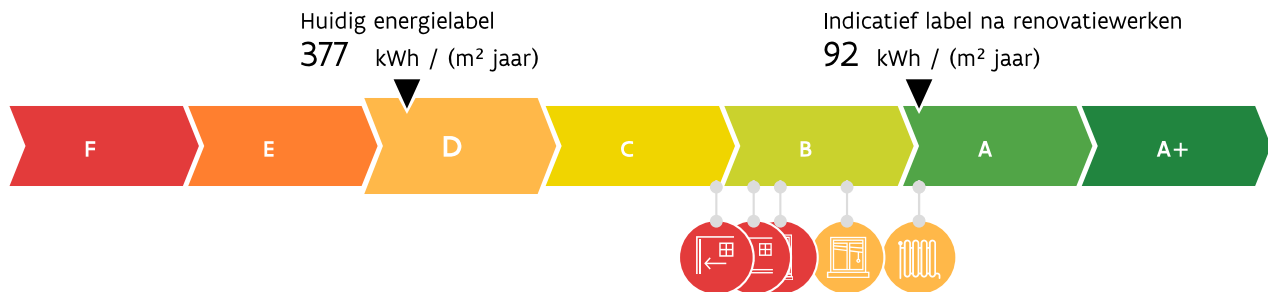 Huidig energielabel
377 kWh / (m² jaar)
Indicatief label na renovatiewerken
92 kWh / (m² jaar)
F E D C B A A+